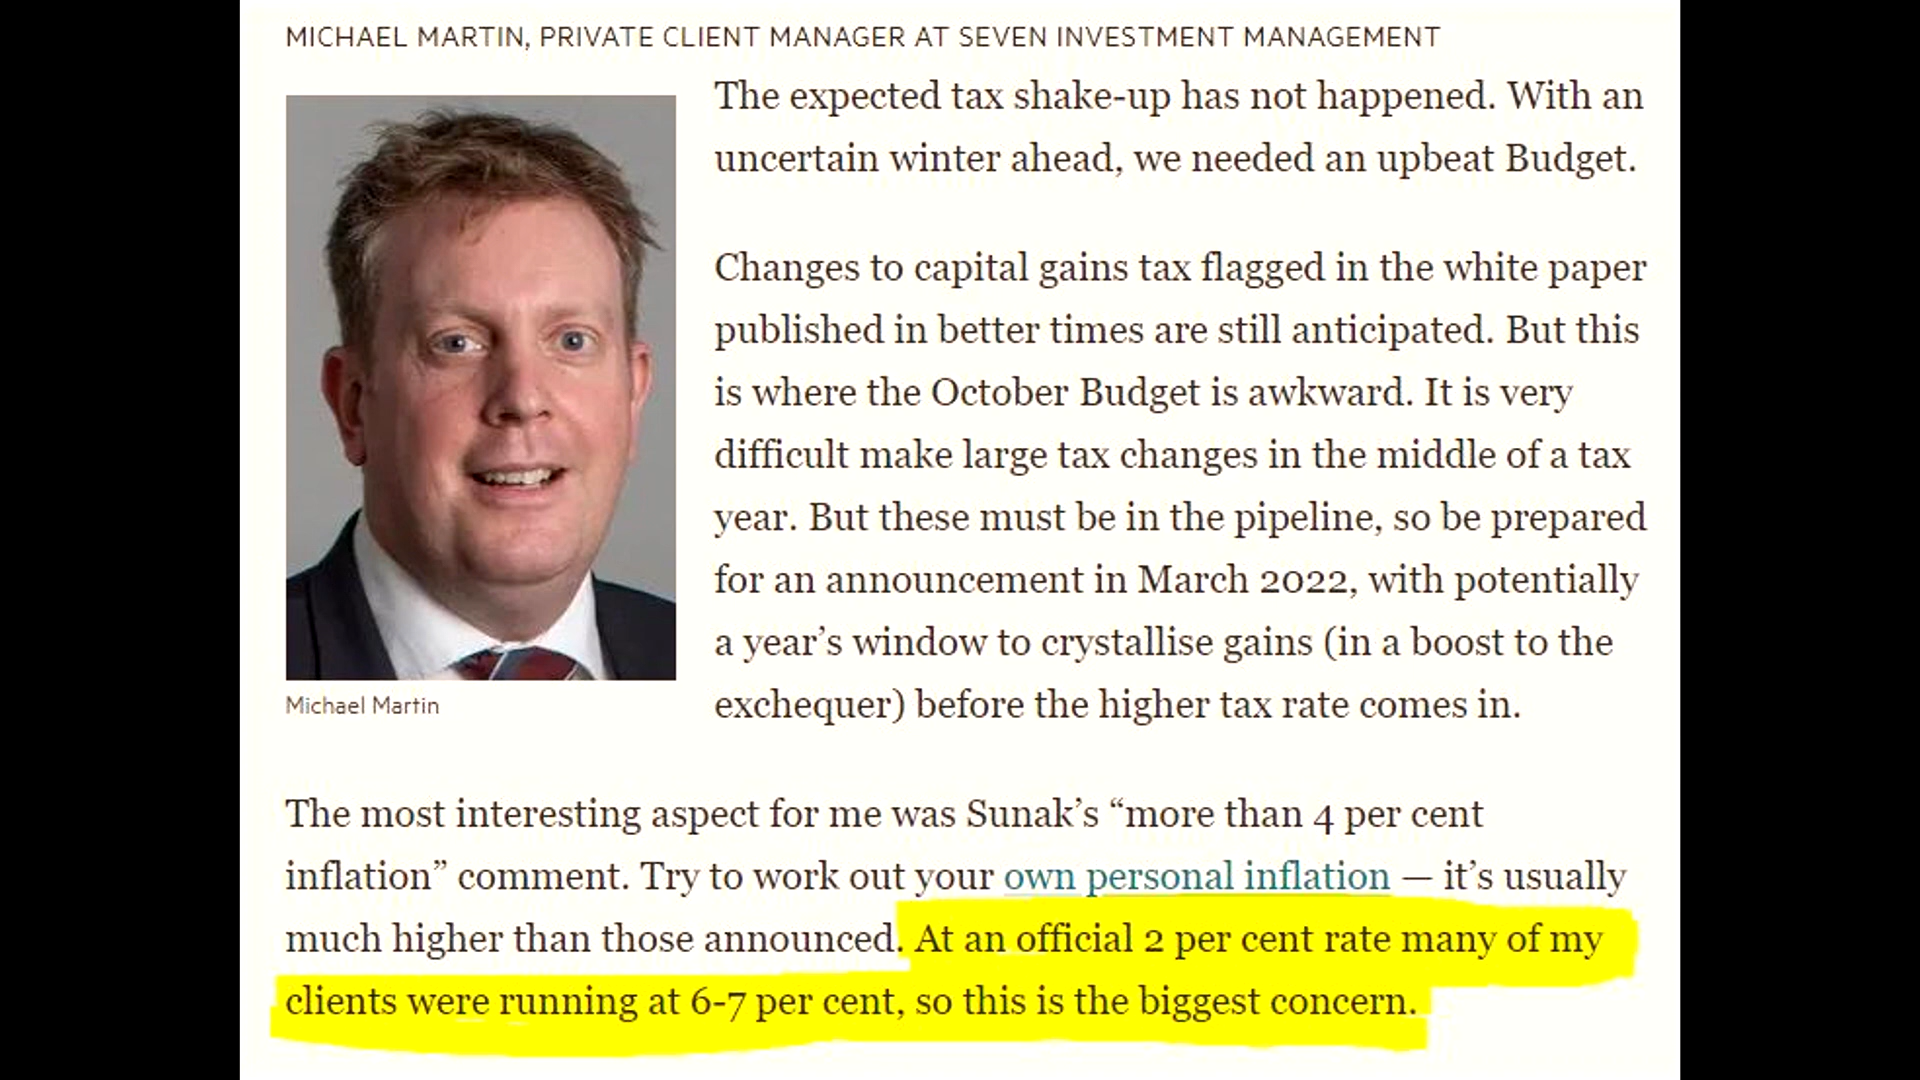 MICHAEL MARTIN, PRIVATE CLIENT MANAGER AT SEVEN INVESTMENT MANAGEMENT
The expected tax shake-up has not happened. With an
uncertain winter ahead, we needed an upbeat Budget.
Changes to capital gains tax flagged in the white paper
published in better times are still anticipated. But this
is where the October Budget is awkward. It is very
difficult make large tax changes in the middle of a tax
year. But these must be in the pipeline, so be prepared
for an announcement in March 2022, with potentially
a year’s window to crystallise gains (in a boost to the
exchequer) before the higher tax rate comes in.
Michael Martin
The most interesting aspect for me was Sunak’s “more than 4 per cent
inflation” comment. Try to work out your own personal inflation — it’s usually
much higher than those announced. At an official 2 per cent rate many of my
clients were running at 6-7 per cent, so this is the biggest concern.